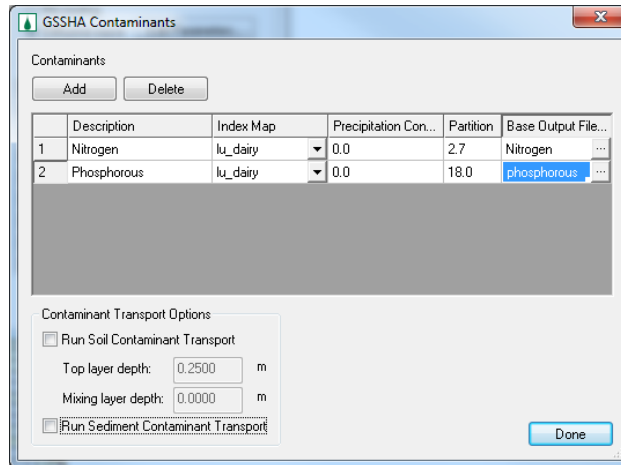 GSSHA Contaminants
Contaminants
Add Delete
Description Index Map Precipitation Con... Partition Base Output File...
1 Nitrogen lu_dairy 0.0 2.7 Nitrogen ...
2 Phosphorous lu_dairy 0.0 18.0 phosphorous ...
Contaminant Transport Options
Run Soil Contaminant Transport
Top layer depth: 0.2500 m
Mixing layer depth: 0.0000 m
Run Sediment Contaminant Transport
Done